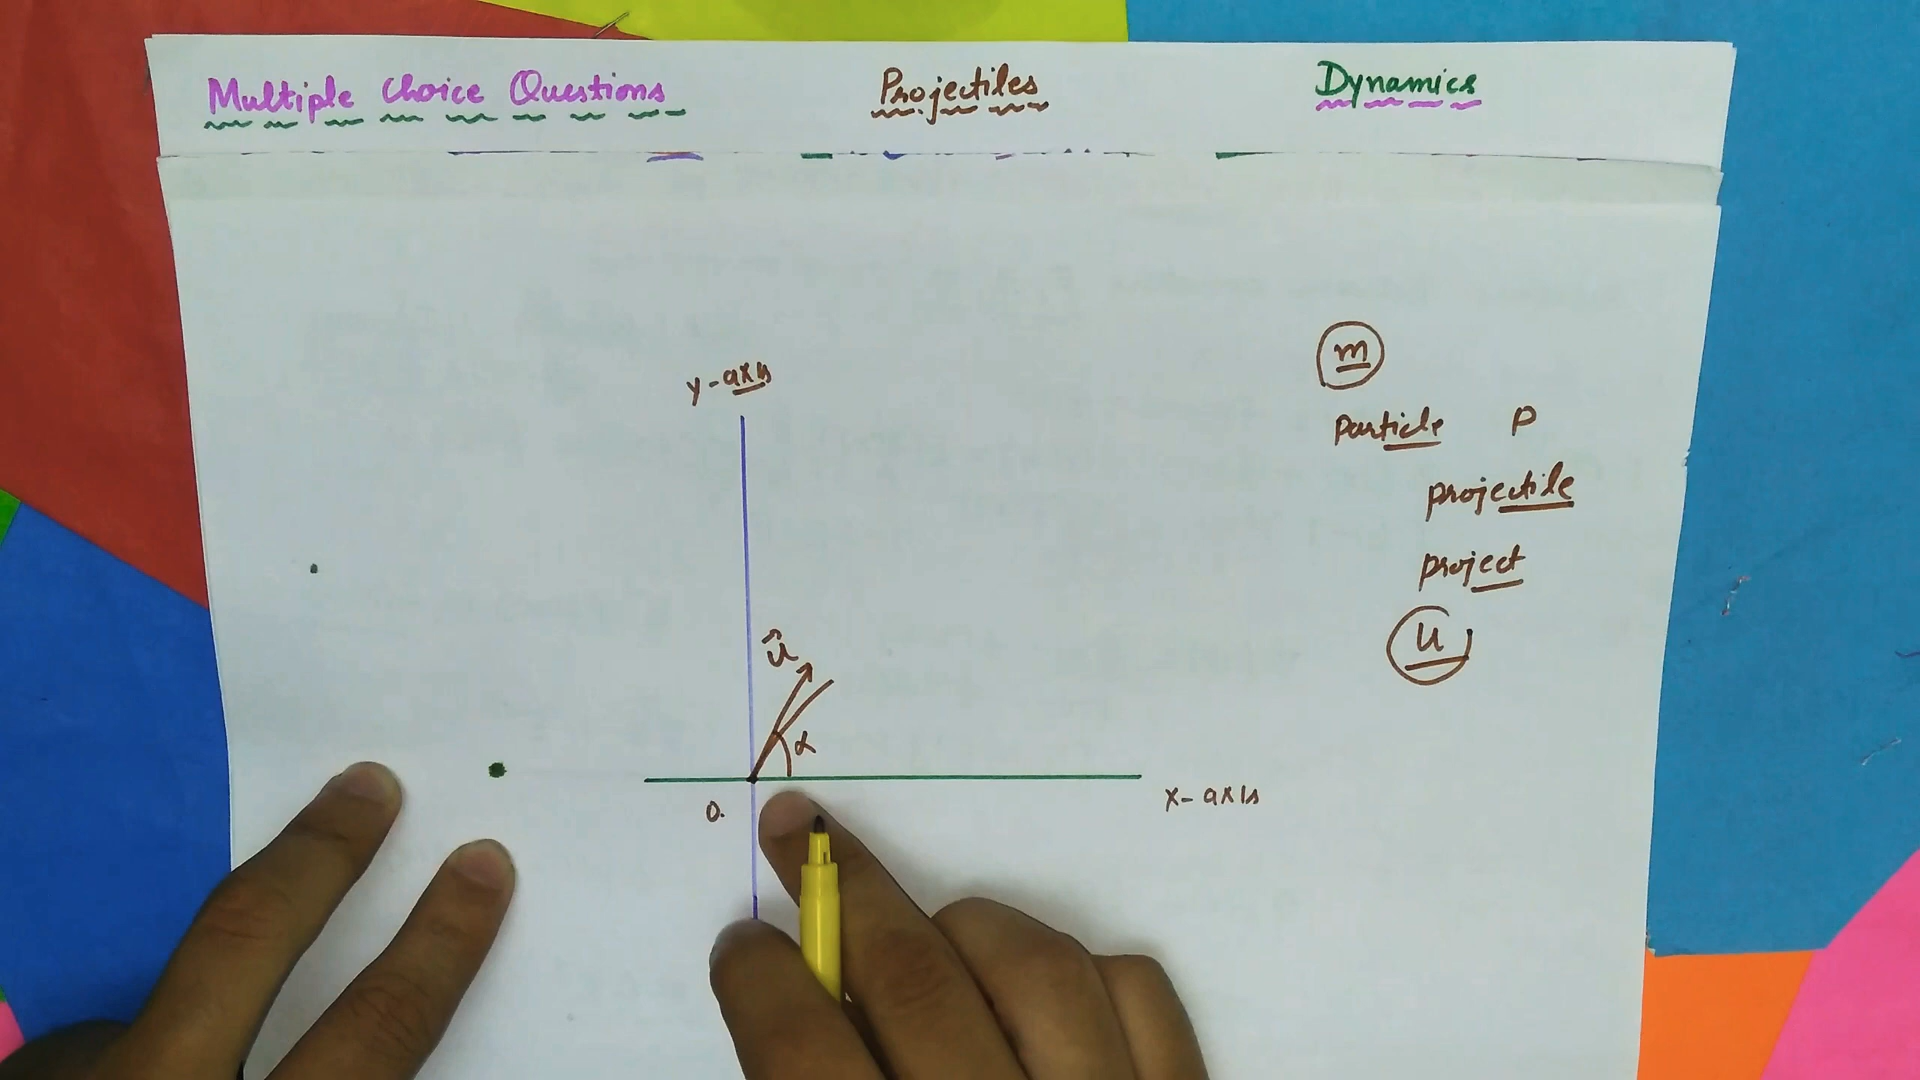 Multiple Choice Questions Projectiles Dynamics
m
Particle P
projectile
project
u
y-axis
û
α
x-axis
O.